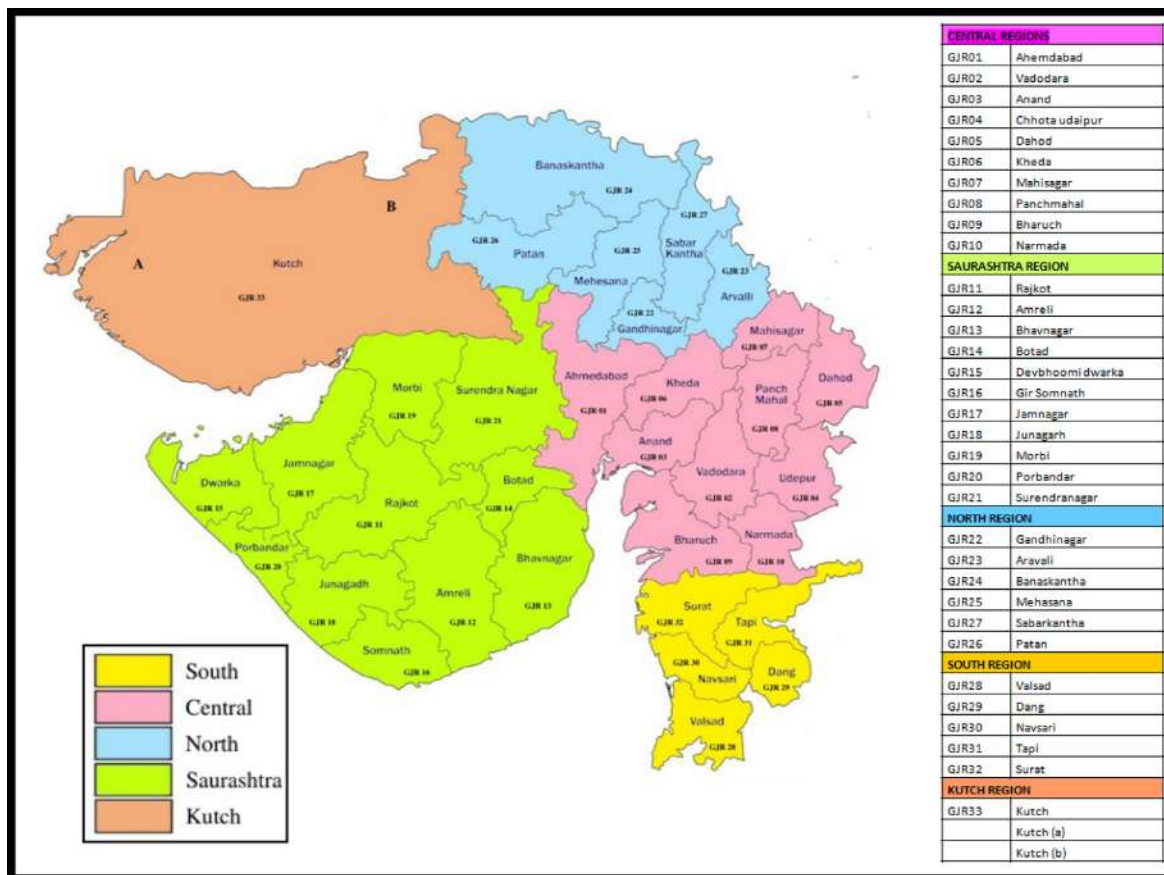 Banaskantha
GJR 24
GJR 27
B
GJR 26
Patan
GJR 25
Sabar
Kantha
A
Kutch
GJR 33
GJR 23
Mehesana
Arvalli
GJR 22
Gandhinagar
Mahisagar
GJR 07
Ahmedabad
GJR 01
Kheda
GJR 06
Panch
Mahal
GJR 08
Dahod
GJR 05
Morbi
GJR 19
Surendra Nagar
GJR 21
Anand
GJR 03
Vadodara
GJR 02
Udepur
GJR 04
Dwarka
GJR 15
Jamnagar
GJR 17
Rajkot
GJR 11
Botad
GJR 14
Bharuch
GJR 09
Narmada
GJR 10
Porbandar
GJR 20
Junagadh
GJR 18
Amreli
GJR 12
Bhavnagar
GJR 13
Somnath
GJR 16
Surat
GJR 32
Tapi
GJR 31
GJR 30
Navsari
Dang
GJR 29
Valsad
GJR 28
South
Central
North
Saurashtra
Kutch
CENTRAL REGIONS
GJR01 Ahemdabad
GJR02 Vadodara
GJR03 Anand
GJR04 Chhota udaipur
GJR05 Dahod
GJR06 Kheda
GJR07 Mahisagar
GJR08 Panchmahal
GJR09 Bharuch
GJR10 Narmada
SAURASHTRA REGION
GJR11 Rajkot
GJR12 Amreli
GJR13 Bhavnagar
GJR14 Botad
GJR15 Devbhoomi dwarka
GJR16 Gir Somnath
GJR17 Jamnagar
GJR18 Junagarh
GJR19 Morbi
GJR20 Porbandar
GJR21 Surendranagar
NORTH REGION
GJR22 Gandhinagar
GJR23 Aravali
GJR24 Banaskantha
GJR25 Mehasana
GJR27 Sabarkantha
GJR26 Patan
SOUTH REGION
GJR28 Valsad
GJR29 Dang
GJR30 Navsari
GJR31 Tapi
GJR32 Surat
KUTCH REGION
GJR33 Kutch
Kutch (a)
Kutch (b)